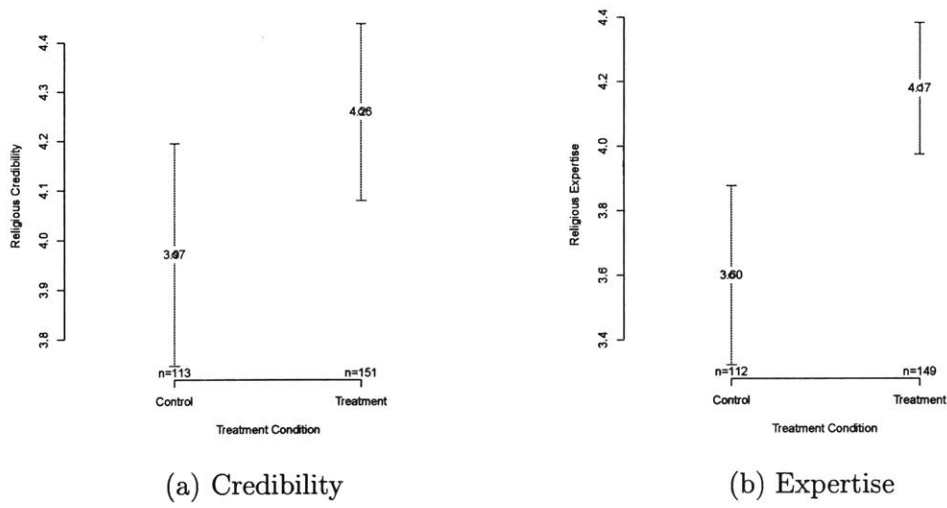 4.4
4.3
4.2
4.1
4.0
3.9
3.8
Religious Credibility
3.97
4.26
n=113
n=151
Control
Treatment
Treatment Condition
(a) Credibility
4.4
4.2
4.0
3.8
3.6
3.4
Religious Expertise
3.60
4.17
n=112
n=149
Control
Treatment
Treatment Condition
(b) Expertise